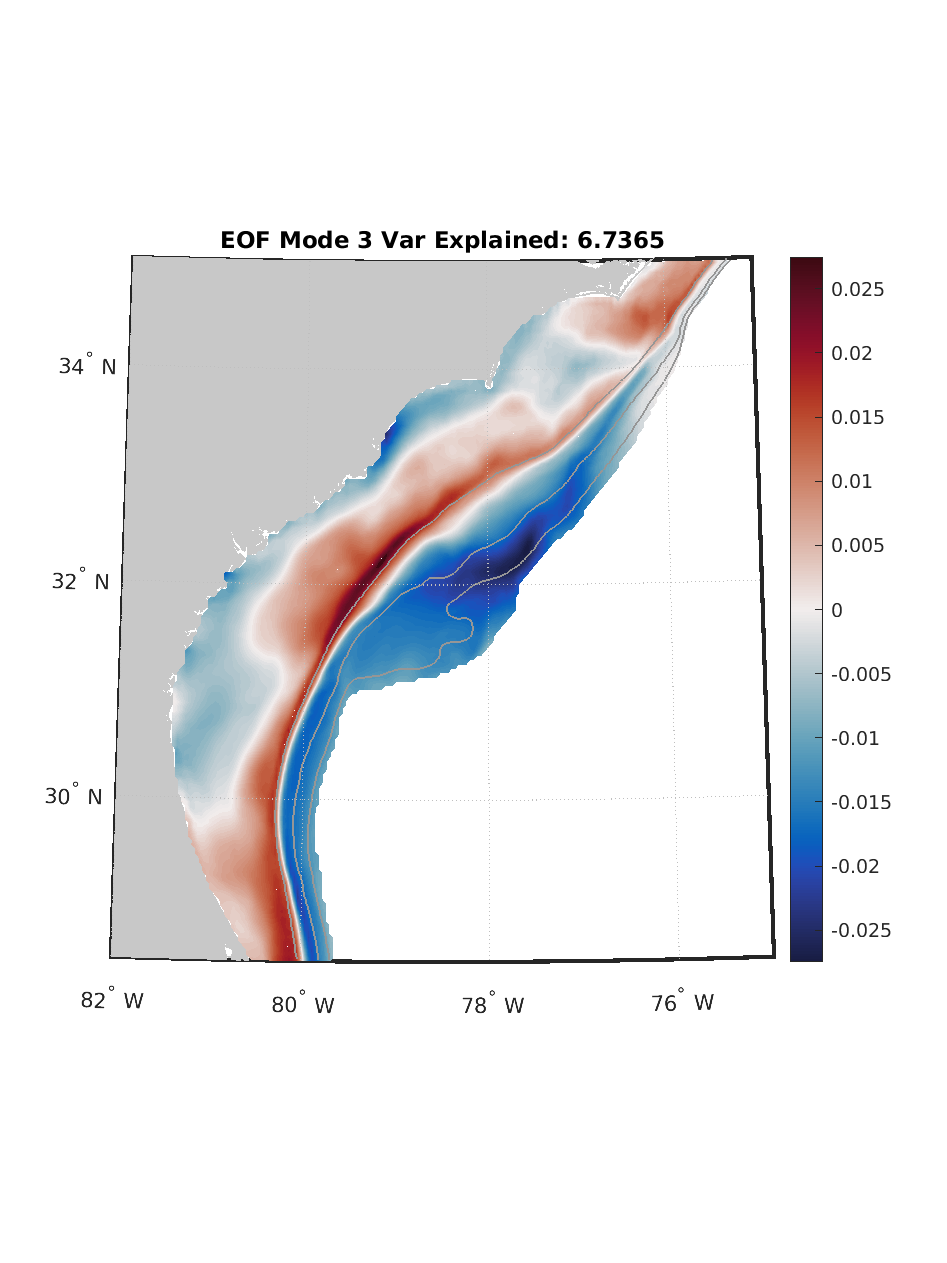 EOF Mode 3 Var Explained: 6.7365
34° N
32° N
30° N
82° W
80° W
78° W
76° W
0.025
0.02
0.015
0.01
0.005
0
-0.005
-0.01
-0.015
-0.02
-0.025